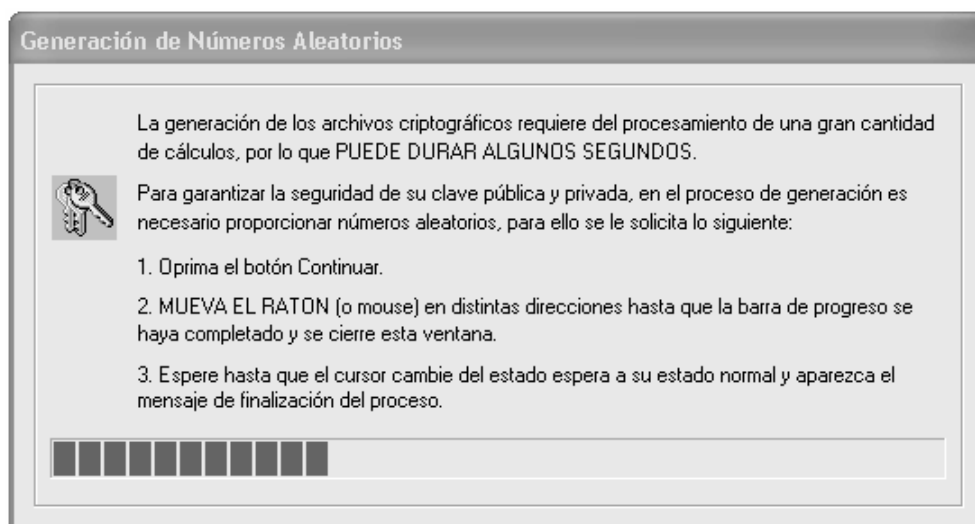 Generación de Números Aleatorios
La generación de los archivos criptográficos requiere del procesamiento de una gran cantidad
de cálculos, por lo que PUEDE DURAR ALGUNOS SEGUNDOS.
Para garantizar la seguridad de su clave pública y privada, en el proceso de generación es
necesario proporcionar números aleatorios, para ello se le solicita lo siguiente:
1. Oprima el botón Continuar.
2. MUEVA EL RATON (o mouse) en distintas direcciones hasta que la barra de progreso se
haya completado y se cierre esta ventana.
3. Espere hasta que el cursor cambie del estado espera a su estado normal y aparezca el
mensaje de finalización del proceso.